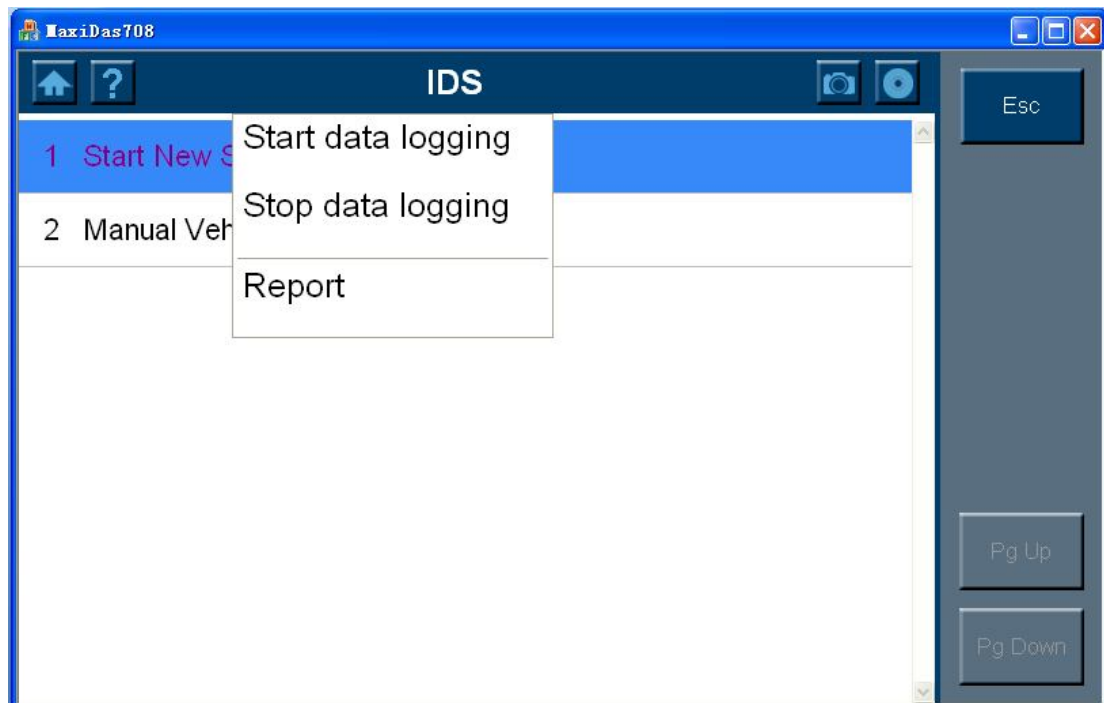 MaxiDas708
? IDS
Esc
1 Start New
Start data logging
2 Manual
Stop data logging
Report
Pg Up
Pg Down